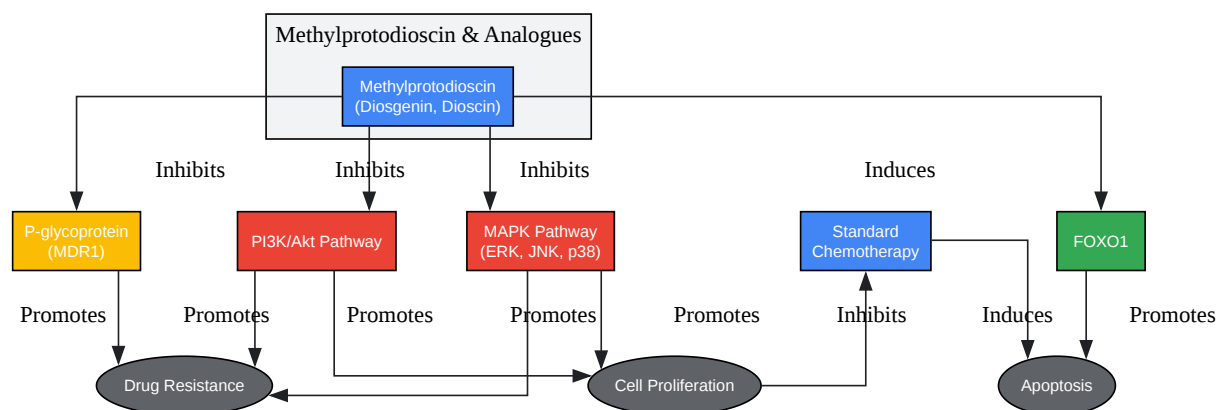 Methylprotodioscin & Analogues
Methylprotodioscin
(Diosgenin, Dioscin)
Inhibits
Inhibits
Inhibits
Induces
P-glycoprotein
(MDR1)
PI3K/Akt Pathway
MAPK Pathway
(ERK, JNK, p38)
Standard
Chemotherapy
FOXO1
Promotes
Promotes
Promotes
Promotes
Promotes
Inhibits
Induces
Promotes
Drug Resistance
Cell Proliferation
Apoptosis